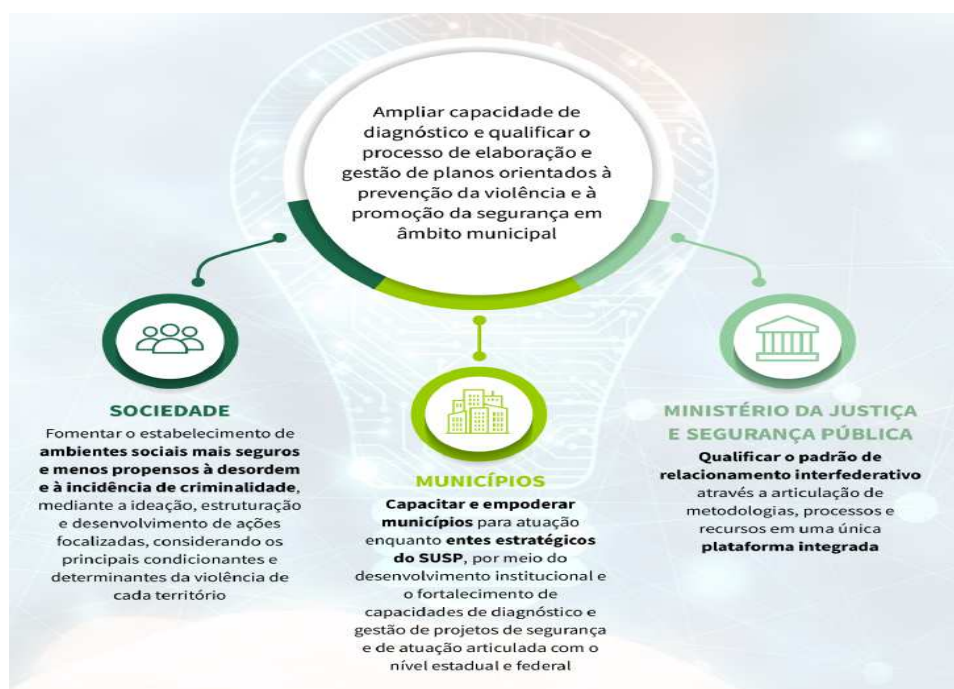 Ampliar capacidade de
diagnóstico e qualificar o
processo de elaboração e
gestão de planos orientados à
prevenção da violência e à
promoção da segurança em
âmbito municipal
SOCIEDADE
Fomentar o estabelecimento de
ambientes sociais mais seguros
e menos propensos à desordem
e à incidência de criminalidade,
mediante a ideação, estruturação
e desenvolvimento de ações
focalizadas, considerando os
principais condicionantes e
determinantes da violência de
cada território
MUNICÍPIOS
Capacitar e empoderar
municípios para atuação
enquanto entes estratégicos
do SUSP, por meio do
desenvolvimento institucional e
o fortalecimento de
capacidades de diagnóstico e
gestão de projetos de segurança
e de atuação articulada com o
nível estadual e federal
MINISTÉRIO DA JUSTIÇA
E SEGURANÇA PÚBLICA
Qualificar o padrão de
relacionamento interfederativo
através a articulação de
metodologias, processos e
recursos em uma única
plataforma integrada